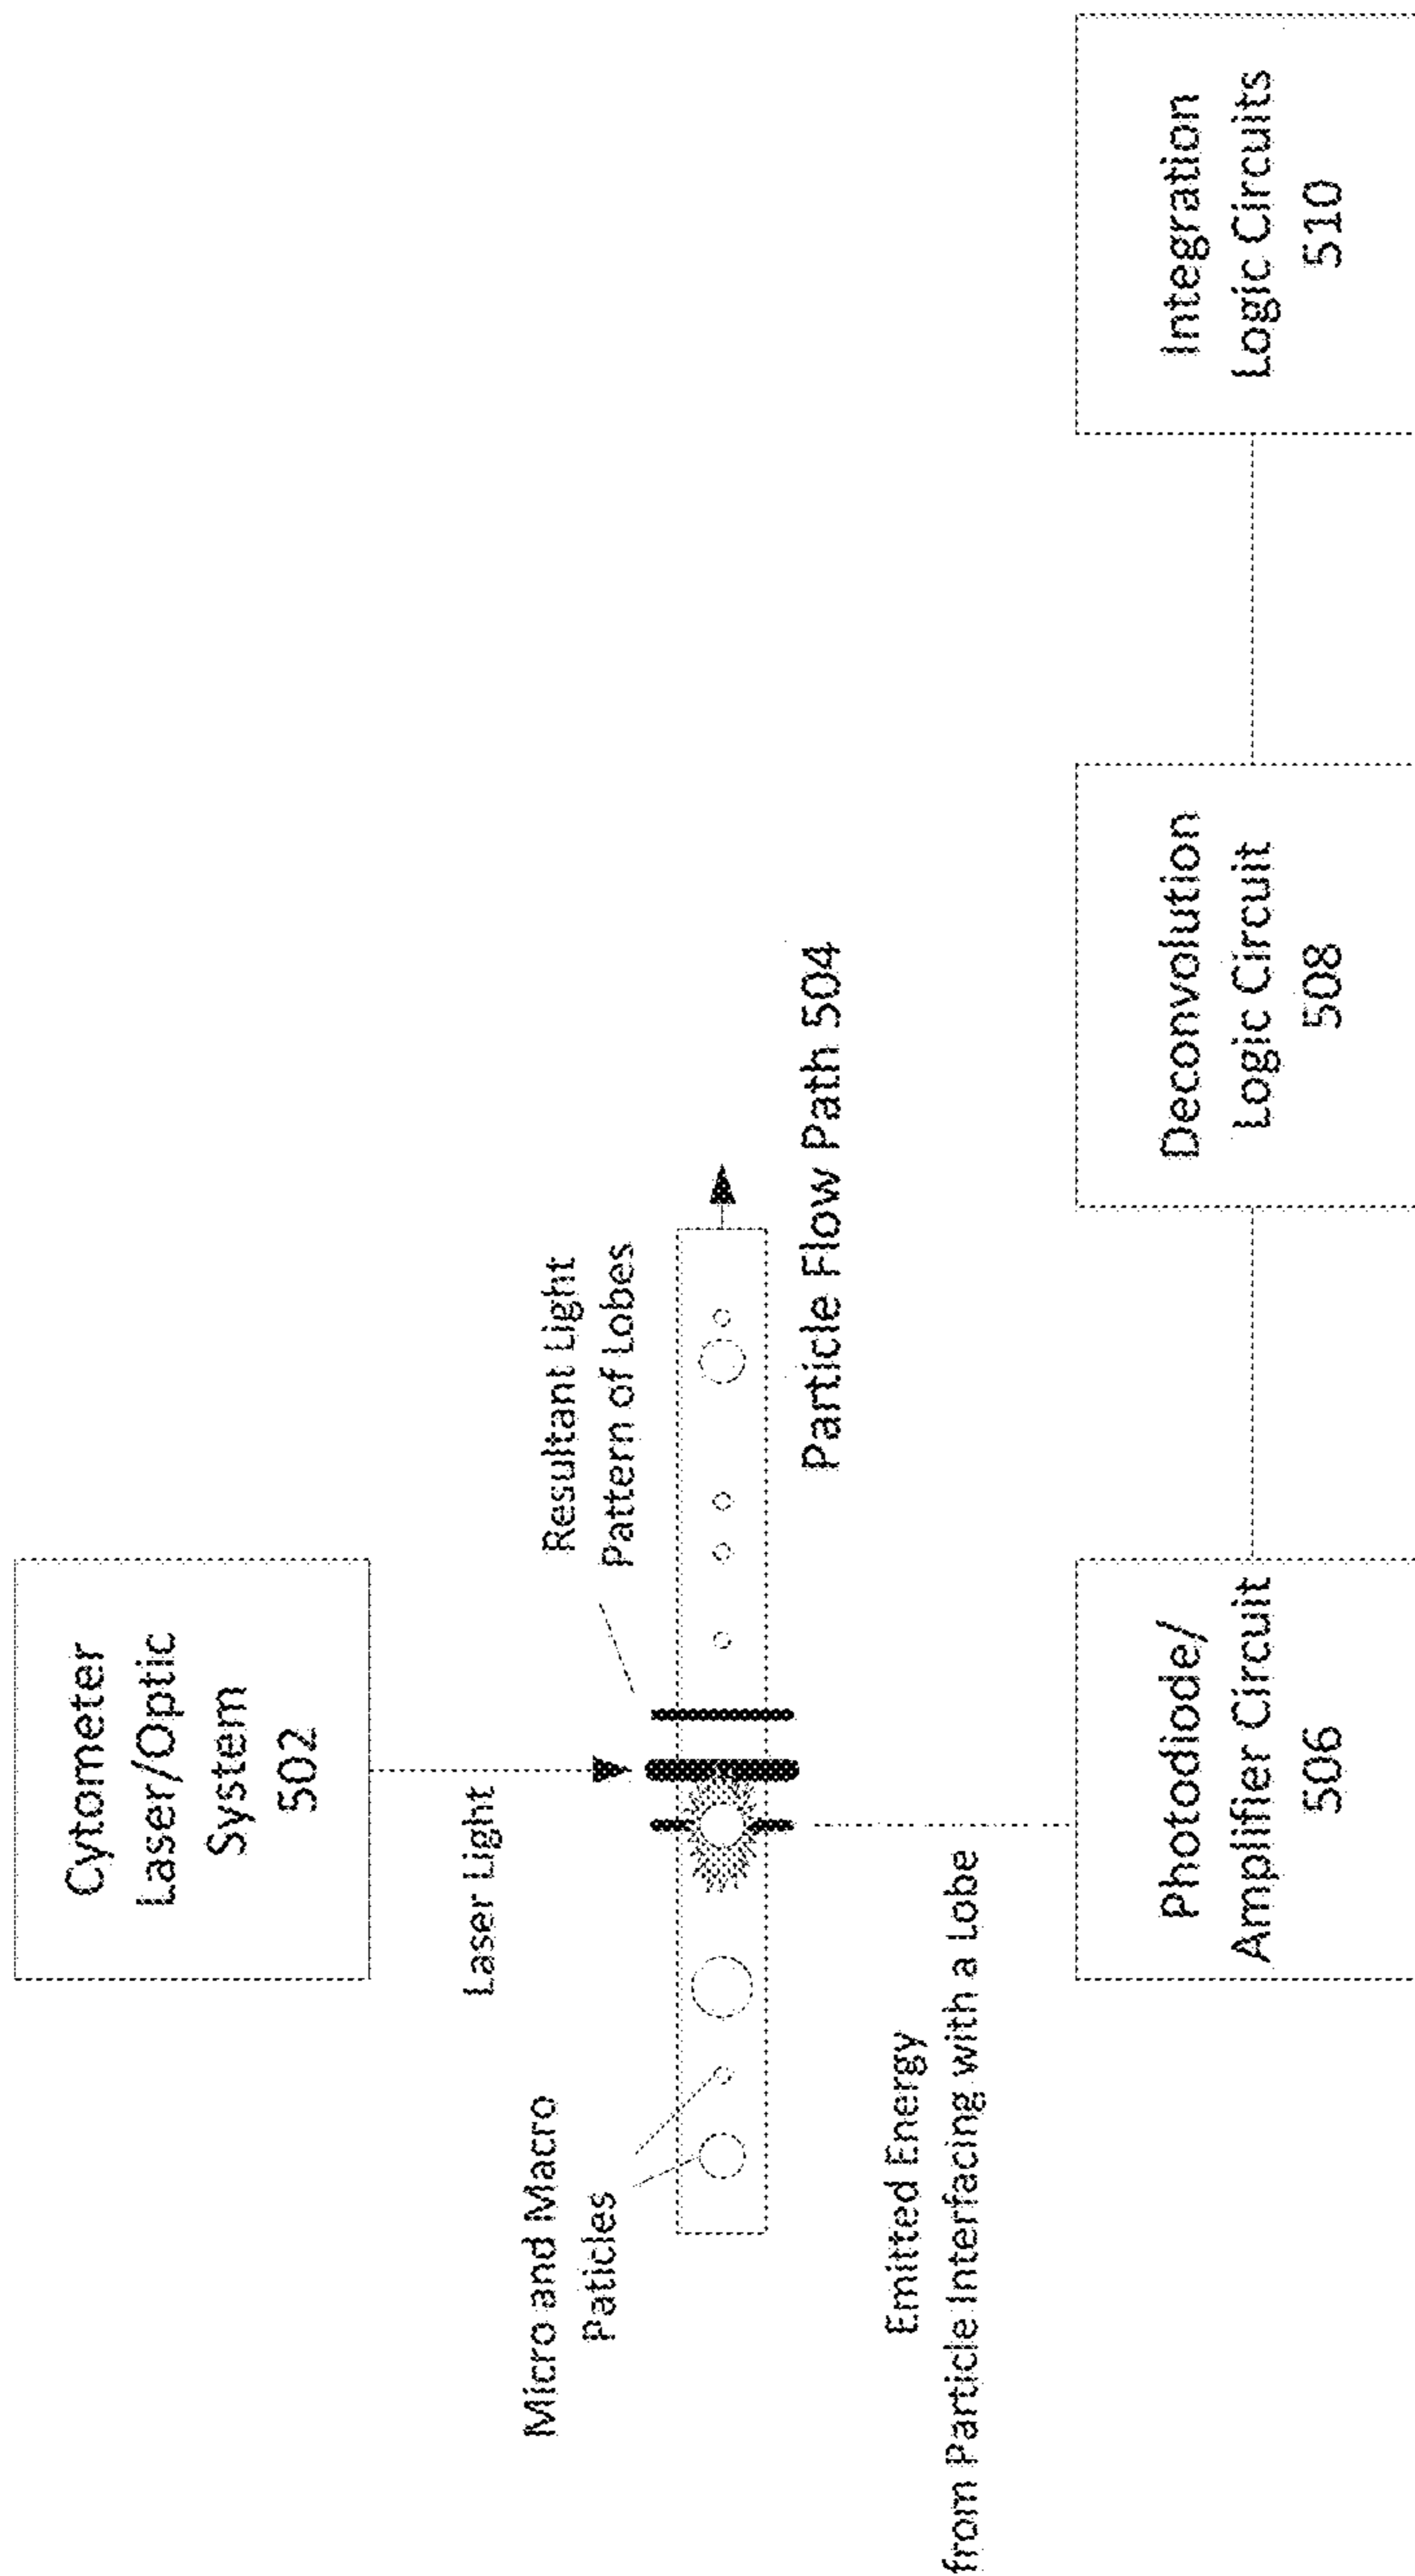 Cytometer
Laser/Optic
System
502
Laser Light
Resultant Light
Pattern of Lobes
Micro and Macro
Paticles
Particle Flow Path 504
Emitted Energy
from Particle Interfacing with a Lobe
Photodiode/
Amplifier Circuit
506
Deconvolution
Logic Circuit
508
Integration
Logic Circuits
510